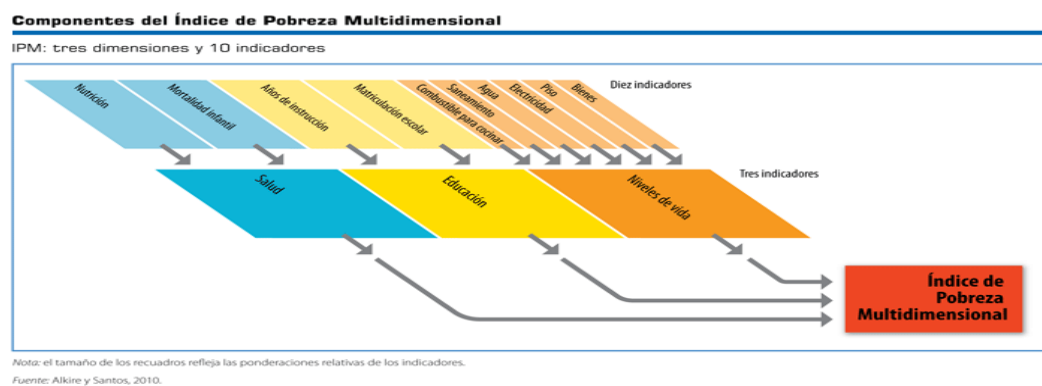 Componentes del Índice de Pobreza Multidimensional
IPM: tres dimensiones y 10 indicadores
Nutrición
Mortalidad infantil
Años de instrucción
Matriculación escolar
Combustible para cocinar
Saneamiento
Agua
Electricidad
Piso
Bienes
Diez indicadores
Salud
Educación
Niveles de vida
Tres indicadores
Índice de
Pobreza
Multidimensional
Nota: el tamaño de los recuadros refleja las ponderaciones relativas de los indicadores.
Fuente: Alkire y Santos, 2010.